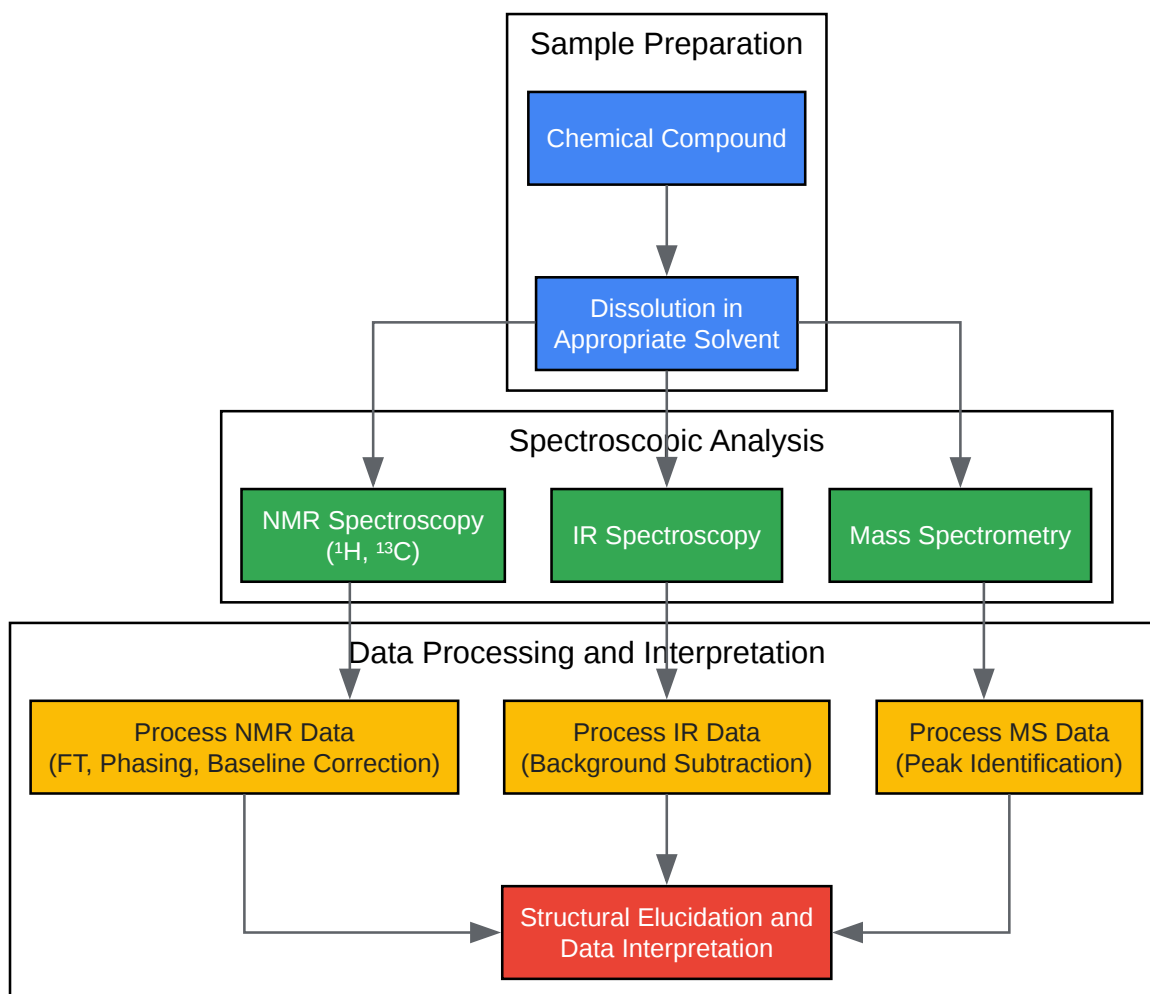 Sample Preparation
Chemical Compound
Dissolution in
Appropriate Solvent
Spectroscopic Analysis
NMR Spectroscopy
(¹H, ¹³C)
IR Spectroscopy
Mass Spectrometry
Data Processing and Interpretation
Process NMR Data
(FT, Phasing, Baseline Correction)
Process IR Data
(Background Subtraction)
Process MS Data
(Peak Identification)
Structural Elucidation and
Data Interpretation